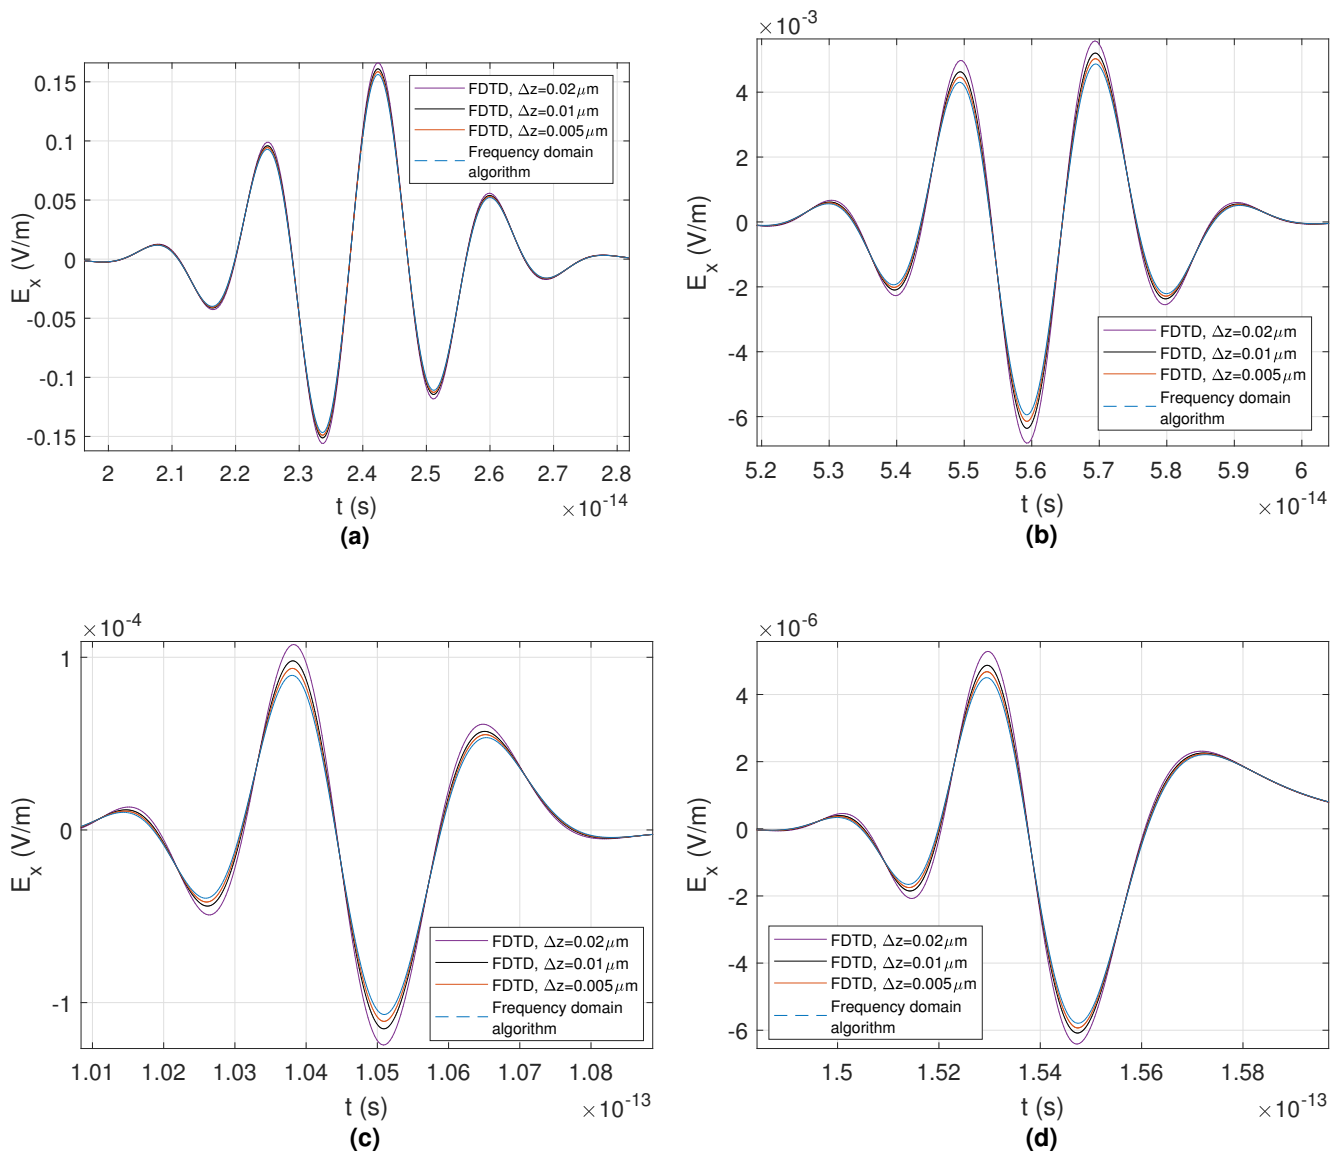 0.15
0.1
0.05
0
-0.05
-0.1
-0.15
E_x (V/m)
FDTD, Δz=0.02μm
FDTD, Δz=0.01μm
FDTD, Δz=0.005μm
Frequency domain
algorithm
2 2.1 2.2 2.3 2.4 2.5 2.6 2.7 2.8
t (s) ×10^-14
(a)
×10^-3
4
2
0
-2
-4
-6
E_x (V/m)
FDTD, Δz=0.02μm
FDTD, Δz=0.01μm
FDTD, Δz=0.005μm
Frequency domain
algorithm
5.2 5.3 5.4 5.5 5.6 5.7 5.8 5.9 6
t (s) ×10^-14
(b)
×10^-4
1
0
-1
E_x (V/m)
FDTD, Δz=0.02μm
FDTD, Δz=0.01μm
FDTD, Δz=0.005μm
Frequency domain
algorithm
1.01 1.02 1.03 1.04 1.05 1.06 1.07 1.08
t (s) ×10^-13
(c)
×10^-6
4
2
0
-2
-4
-6
E_x (V/m)
FDTD, Δz=0.02μm
FDTD, Δz=0.01μm
FDTD, Δz=0.005μm
Frequency domain
algorithm
1.5 1.52 1.54 1.56 1.58
t (s) ×10^-13
(d)